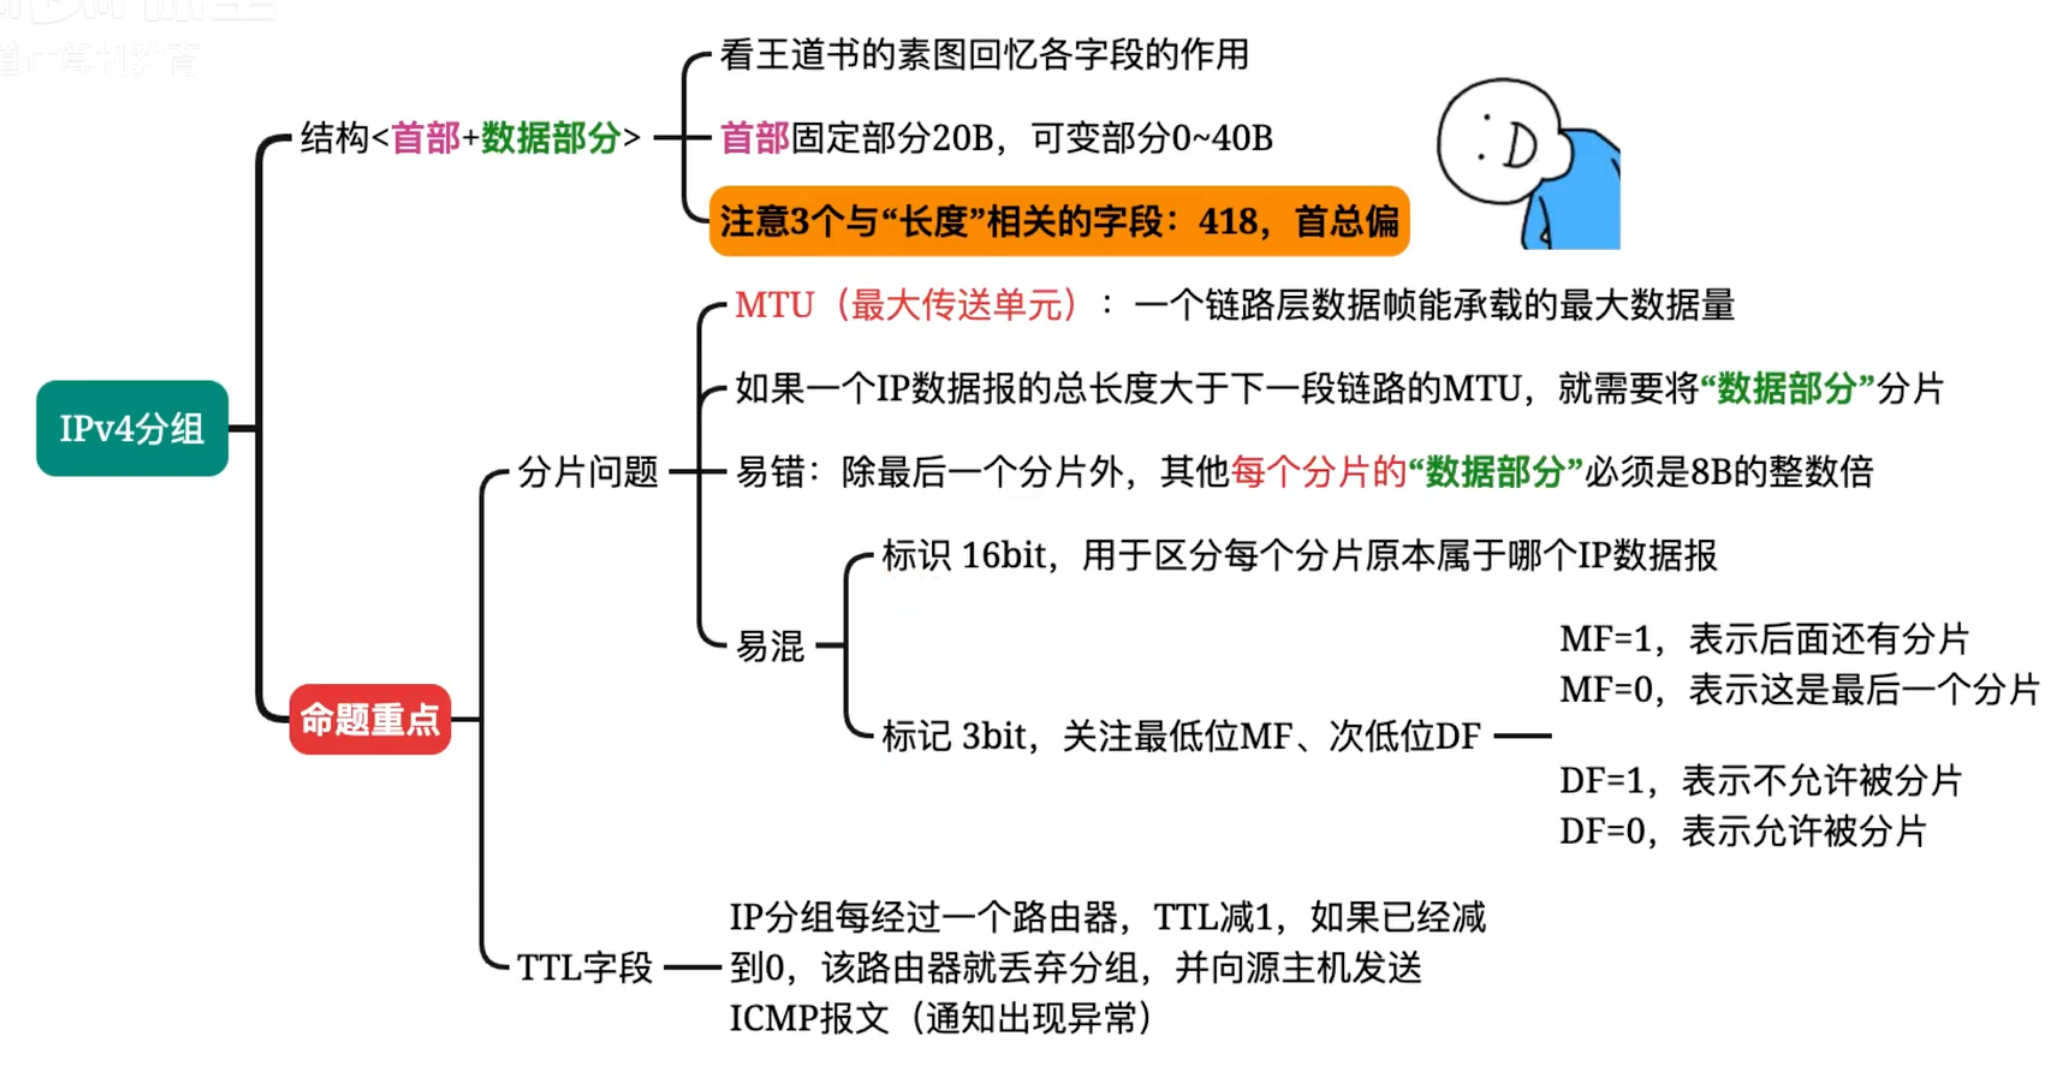 IPv4分组
结构<首部+数据部分>
看王道书的素图回忆各字段的作用
首部固定部分20B，可变部分0~40B
注意3个与“长度”相关的字段：418，首总偏
命题重点
分片问题
MTU（最大传送单元）：一个链路层数据帧能承载的最大数据量
如果一个IP数据报的总长度大于下一段链路的MTU，就需要将“数据部分”分片
易错：除最后一个分片外，其他每个分片的“数据部分”必须是8B的整数倍
易混
标识 16bit，用于区分每个分片原本属于哪个IP数据报
标记 3bit，关注最低位MF、次低位DF
MF=1，表示后面还有分片
MF=0，表示这是最后一个分片
DF=1，表示不允许被分片
DF=0，表示允许被分片
TTL字段
IP分组每经过一个路由器，TTL减1，如果已经减
到0，该路由器就丢弃分组，并向源主机发送
ICMP报文（通知出现异常）